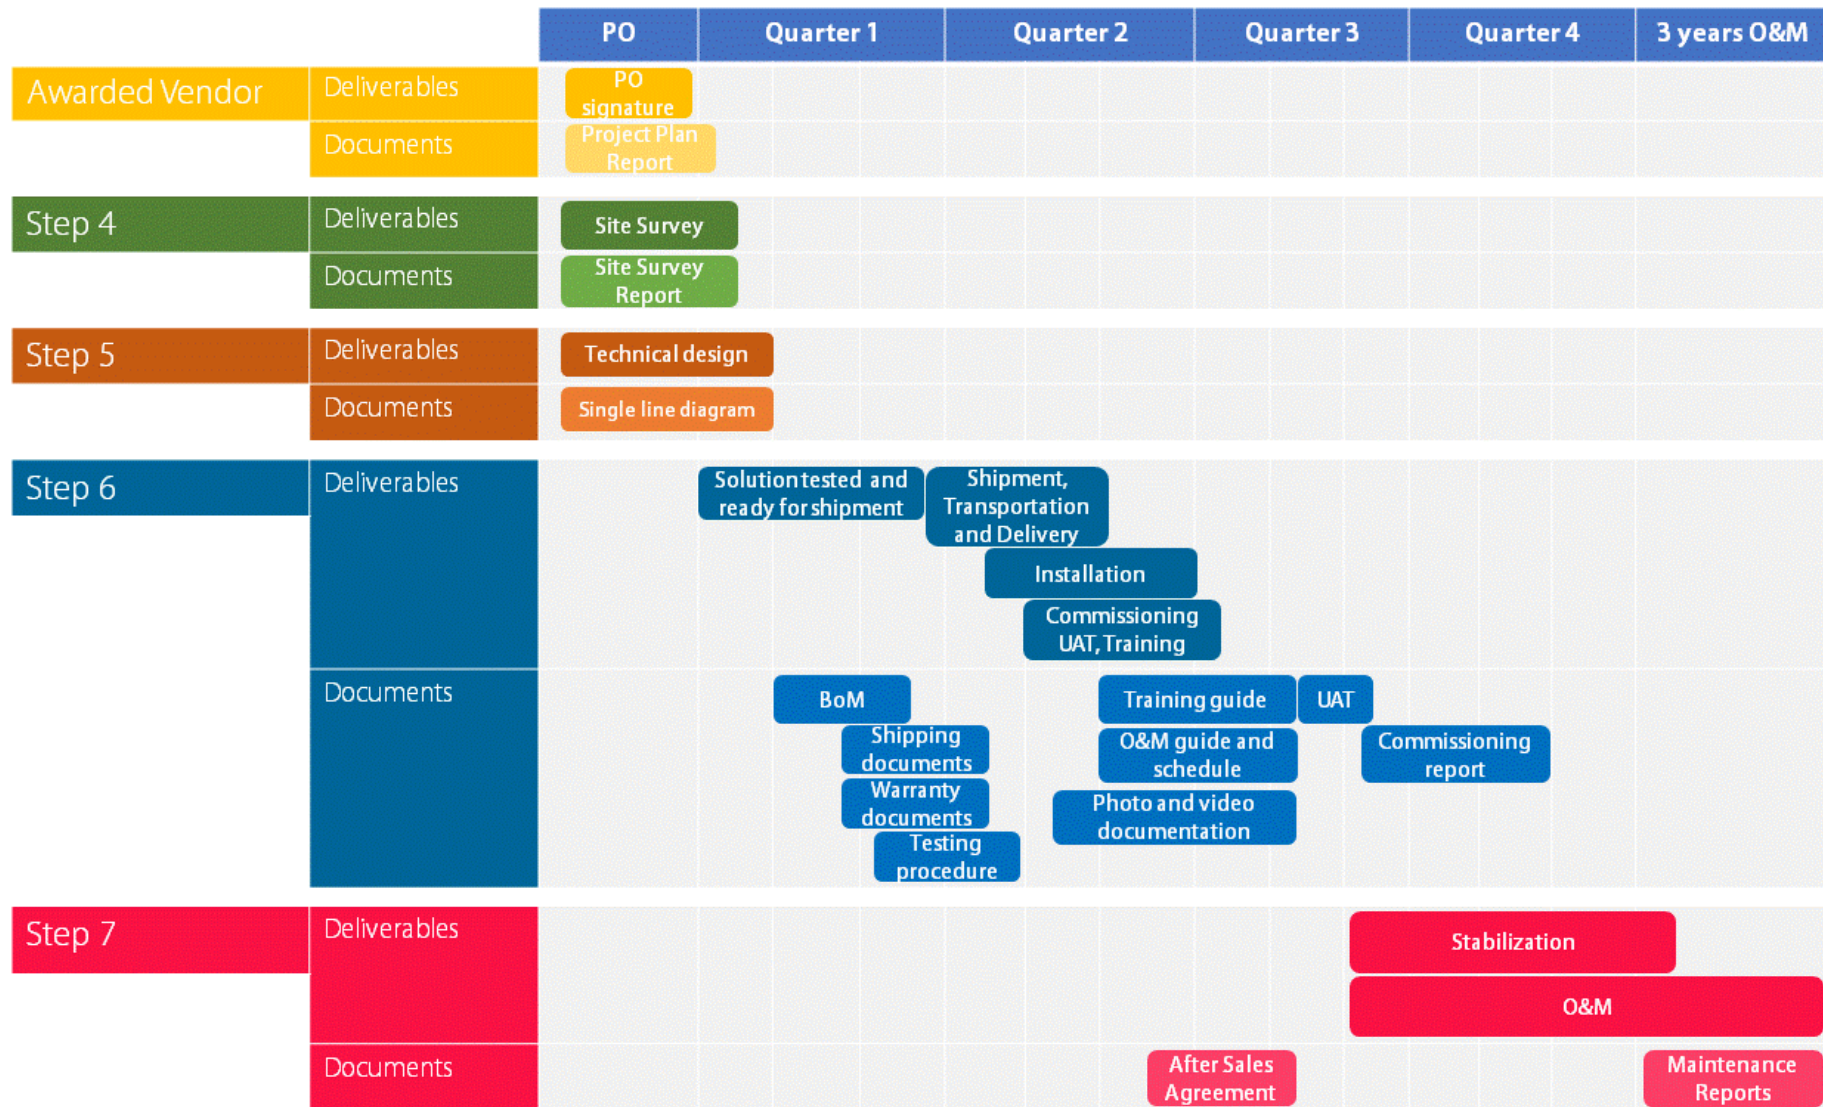 PO Quarter 1 Quarter 2 Quarter 3 Quarter 4 3 years O&M
Awarded Vendor
Deliverables
PO
signature
Documents
Project Plan
Report
Step 4
Deliverables
Site Survey
Documents
Site Survey
Report
Step 5
Deliverables
Technical design
Documents
Single line diagram
Step 6
Deliverables
Solution tested and
ready for shipment
Shipment,
Transportation
and Delivery
Installation
Commissioning
UAT, Training
Documents
BoM
Training guide
UAT
Shipping
documents
O&M guide and
schedule
Commissioning
report
Warranty
documents
Photo and video
documentation
Testing
procedure
Step 7
Deliverables
Stabilization
O&M
Documents
After Sales
Agreement
Maintenance
Reports